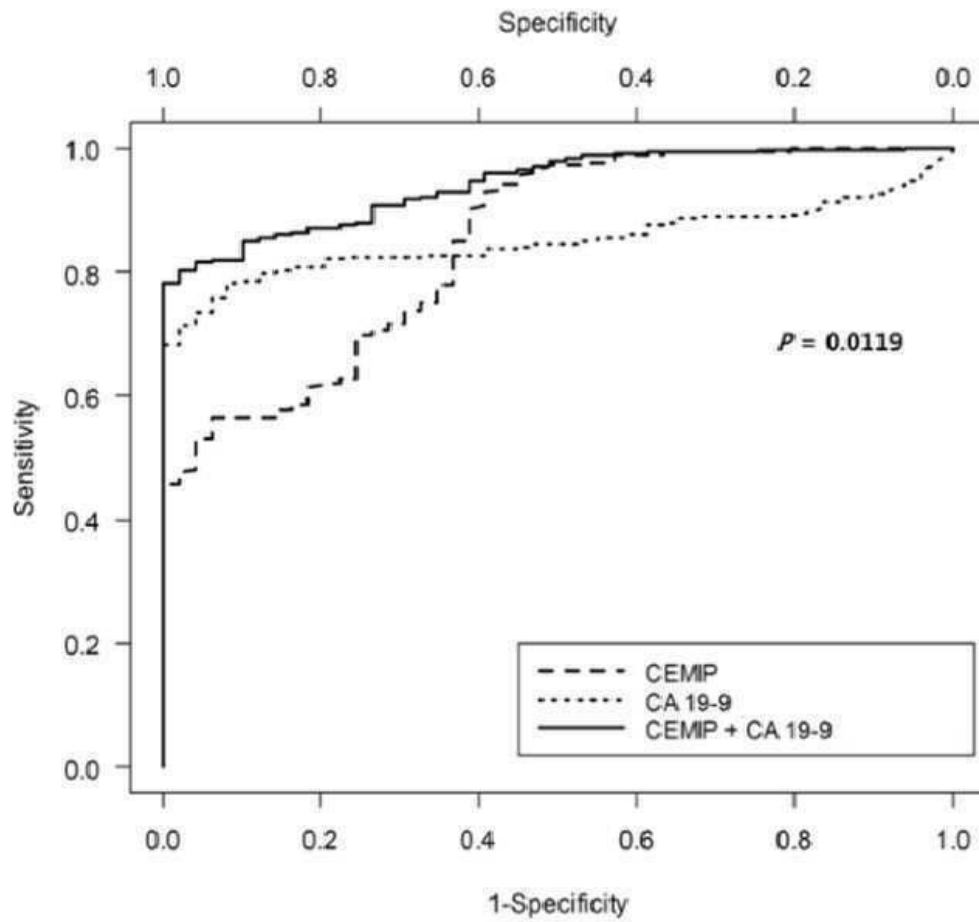 Specificity
1.0 0.8 0.6 0.4 0.2 0.0
1.0
0.8
0.6
0.4
0.2
0.0
Sensitivity
P = 0.0119
CEMIP
CA 19-9
CEMIP + CA 19-9
0.0 0.2 0.4 0.6 0.8 1.0
1-Specificity